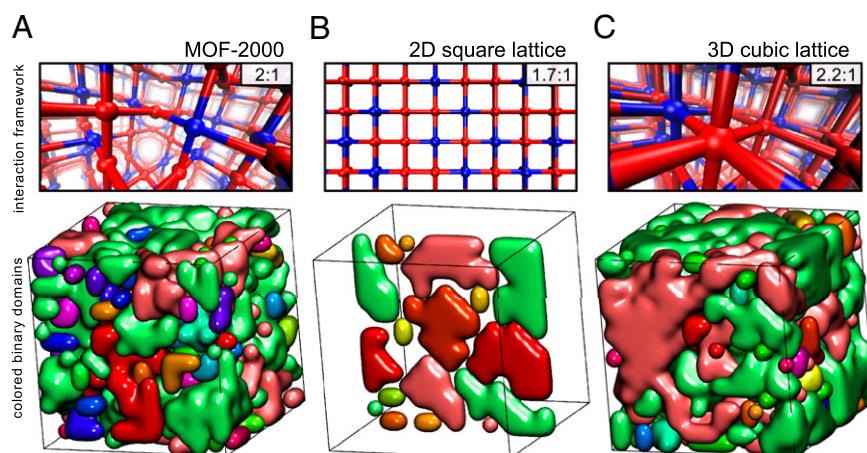 A
MOF-2000
2:1
B
2D square lattice
1.7:1
C
3D cubic lattice
2.2:1
interaction framework
colored binary domains